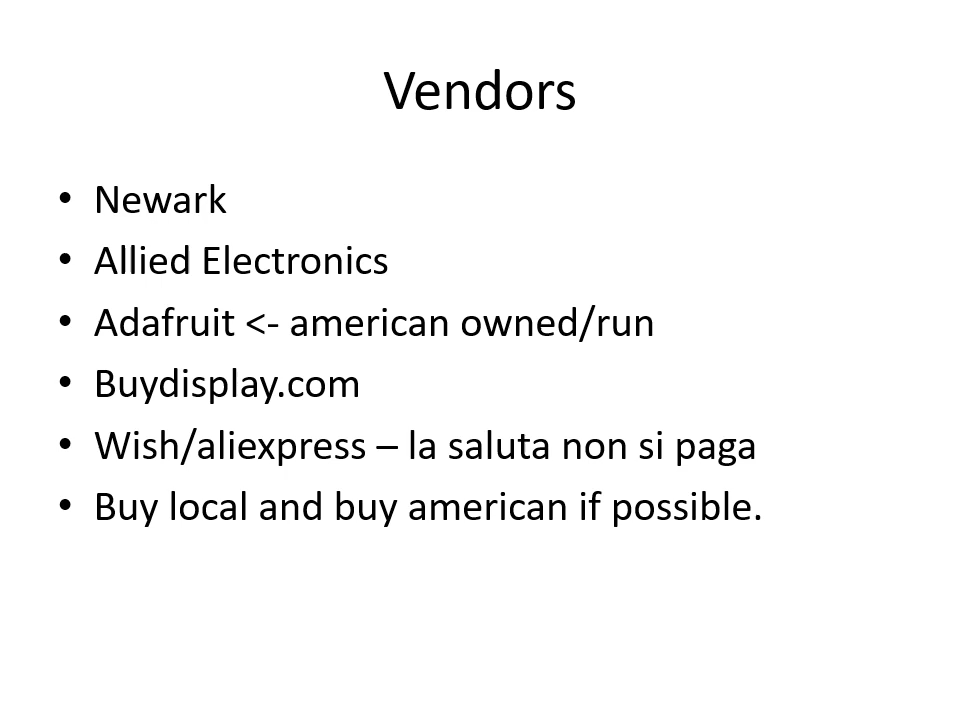 Vendors
• Newark
• Allied Electronics
• Adafruit <- american owned/run
• Buydisplay.com
• Wish/aliexpress – la saluta non si paga
• Buy local and buy american if possible.